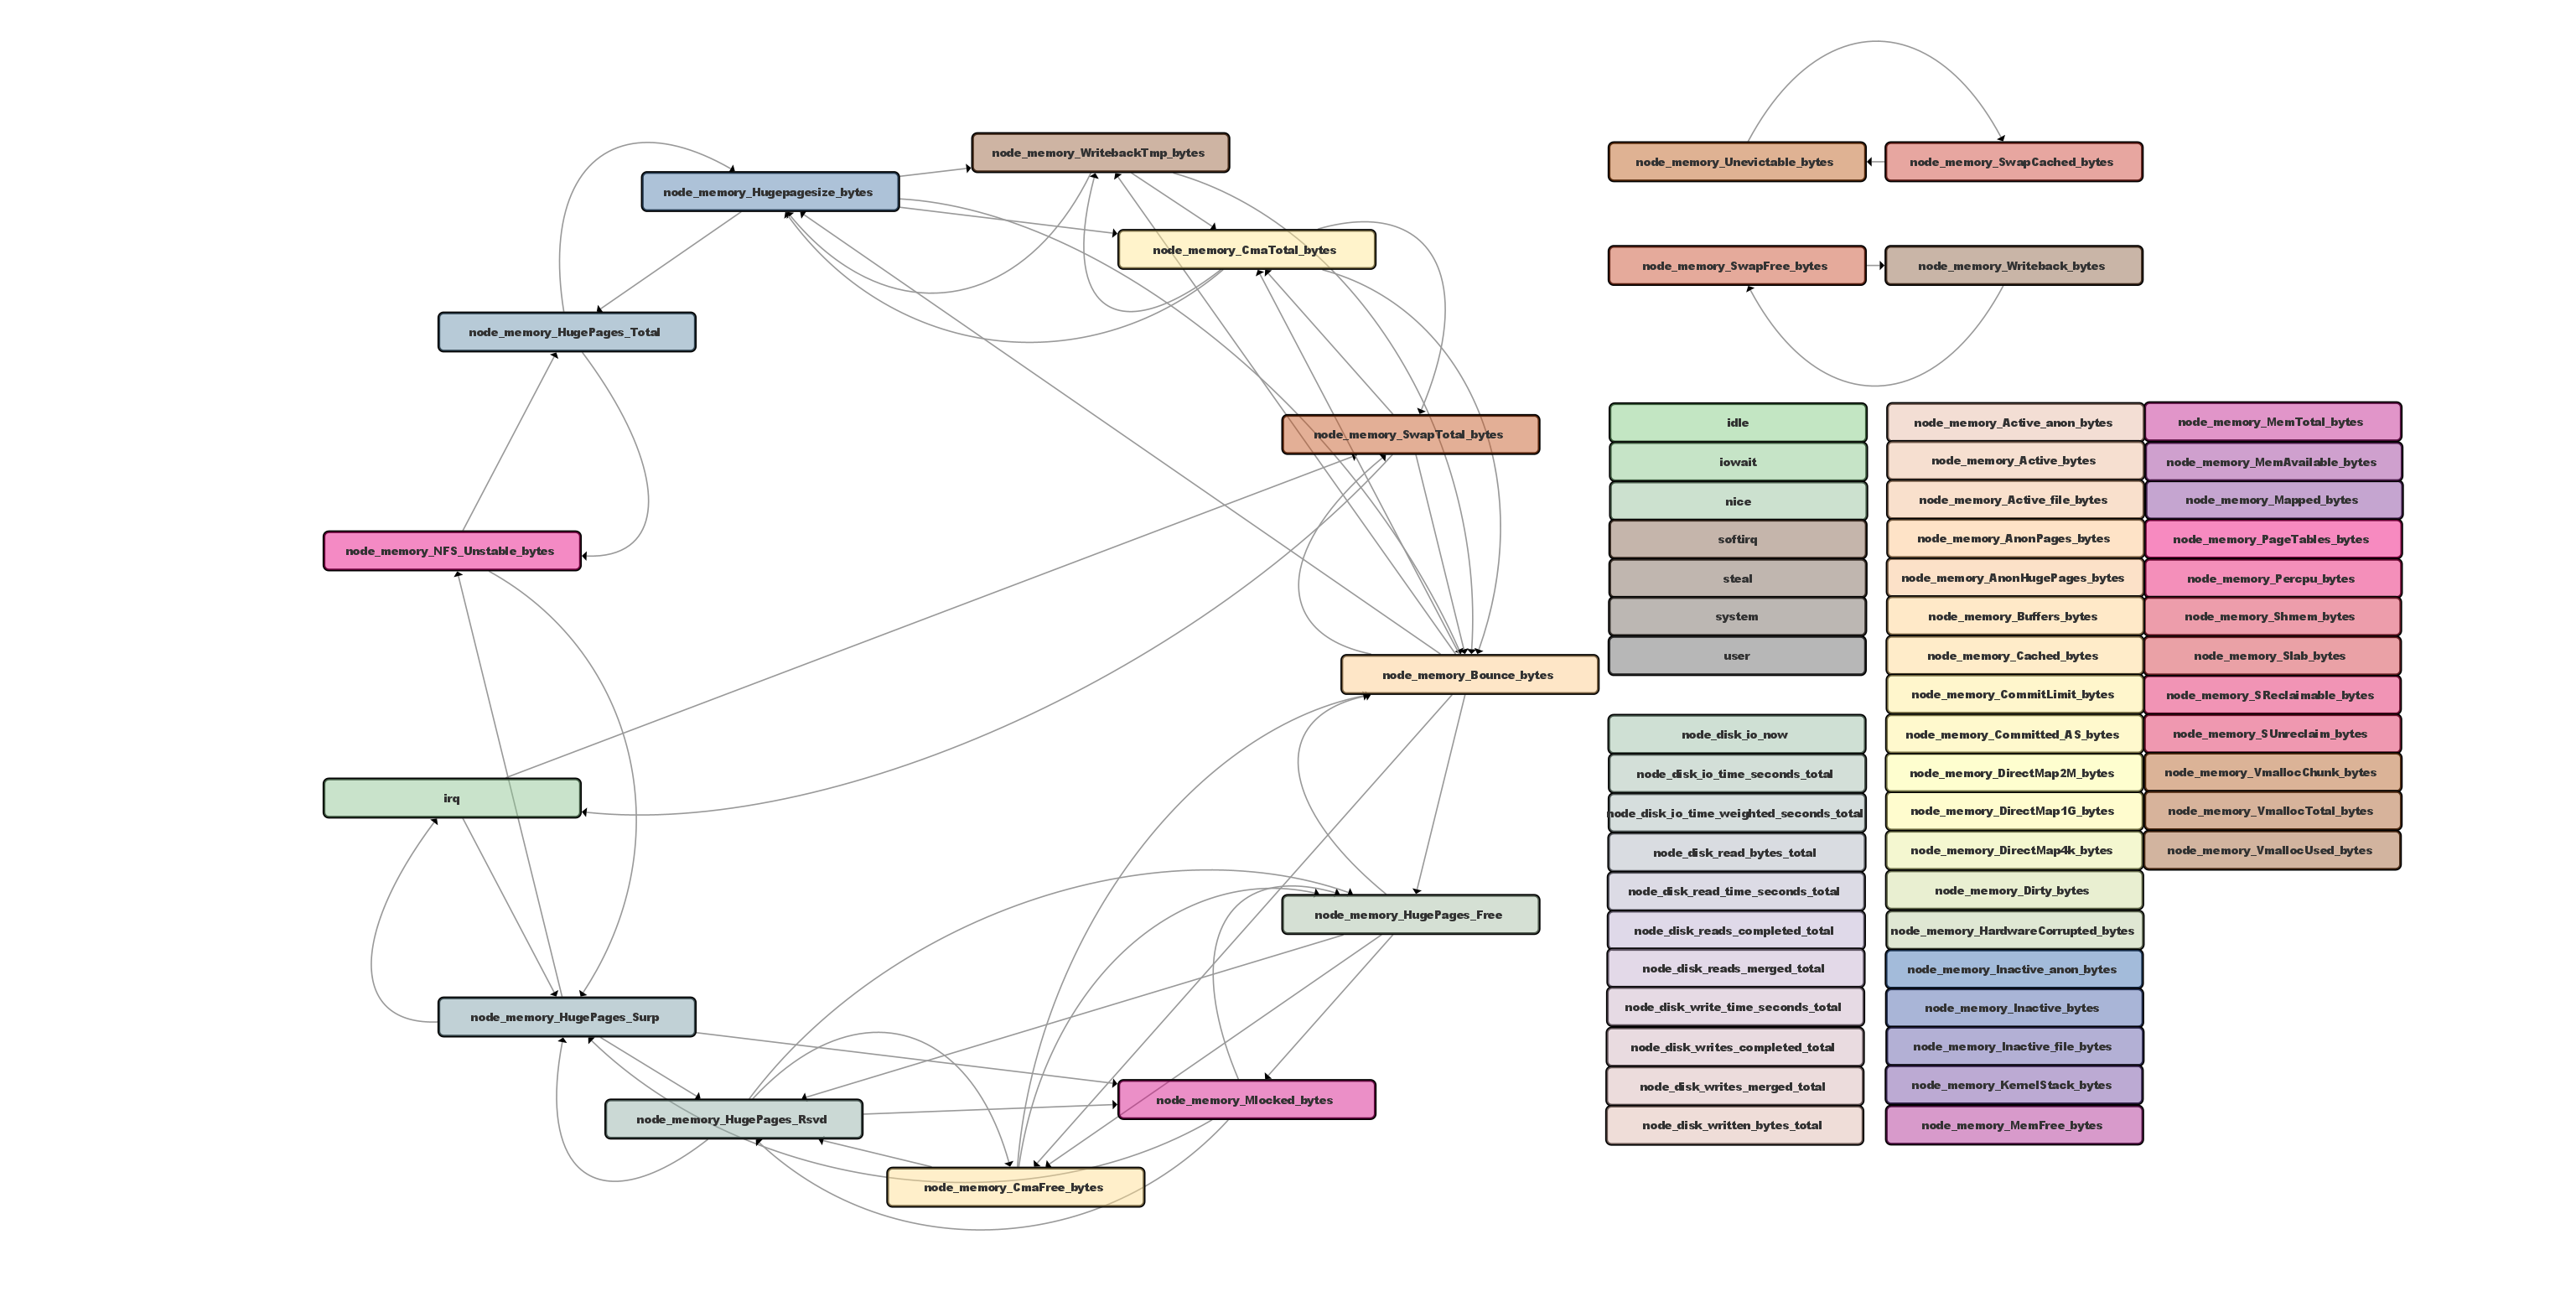 node_memory_WritebackTmp_bytes
node_memory_Hugepagesize_bytes
node_memory_CmaTotal_bytes
node_memory_HugePages_Total
node_memory_SwapTotal_bytes
node_memory_NFS_Unstable_bytes
node_memory_Bounce_bytes
irq
node_memory_HugePages_Free
node_memory_HugePages_Surp
node_memory_Mlocked_bytes
node_memory_HugePages_Rsvd
node_memory_CmaFree_bytes
node_memory_Unevictable_bytes
node_memory_SwapCached_bytes
node_memory_SwapFree_bytes
node_memory_Writeback_bytes
idle
iowait
nice
softirq
steal
system
user
node_disk_io_now
node_disk_io_time_seconds_total
node_disk_io_time_weighted_seconds_total
node_disk_read_bytes_total
node_disk_read_time_seconds_total
node_disk_reads_completed_total
node_disk_reads_merged_total
node_disk_write_time_seconds_total
node_disk_writes_completed_total
node_disk_writes_merged_total
node_disk_written_bytes_total
node_memory_Active_anon_bytes
node_memory_Active_bytes
node_memory_Active_file_bytes
node_memory_AnonPages_bytes
node_memory_AnonHugePages_bytes
node_memory_Buffers_bytes
node_memory_Cached_bytes
node_memory_CommitLimit_bytes
node_memory_Committed_AS_bytes
node_memory_DirectMap2M_bytes
node_memory_DirectMap1G_bytes
node_memory_DirectMap4k_bytes
node_memory_Dirty_bytes
node_memory_HardwareCorrupted_bytes
node_memory_Inactive_anon_bytes
node_memory_Inactive_bytes
node_memory_Inactive_file_bytes
node_memory_KernelStack_bytes
node_memory_MemFree_bytes
node_memory_MemTotal_bytes
node_memory_MemAvailable_bytes
node_memory_Mapped_bytes
node_memory_PageTables_bytes
node_memory_Percpu_bytes
node_memory_Shmem_bytes
node_memory_Slab_bytes
node_memory_SReclaimable_bytes
node_memory_SUnreclaim_bytes
node_memory_VmallocChunk_bytes
node_memory_VmallocTotal_bytes
node_memory_VmallocUsed_bytes